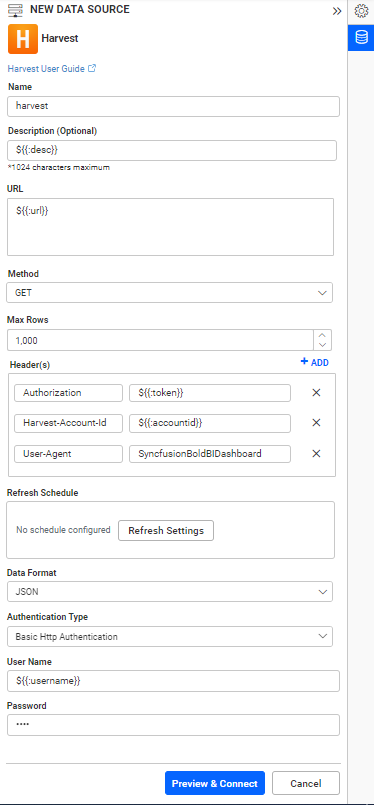 NEW DATA SOURCE
H Harvest
Harvest User Guide
Name
harvest
Description (Optional)
${{:desc}}
*1024 characters maximum
URL
${{:url}}
Method
GET
Max Rows
1,000
Header(s) + ADD
Authorization ${{:token}}
Harvest-Account-Id ${{:accountid}}
User-Agent SyncfusionBoldBIDashboard
Refresh Schedule
No schedule configured Refresh Settings
Data Format
JSON
Authentication Type
Basic Http Authentication
User Name
${{:username}}
Password
••••
Preview & Connect Cancel